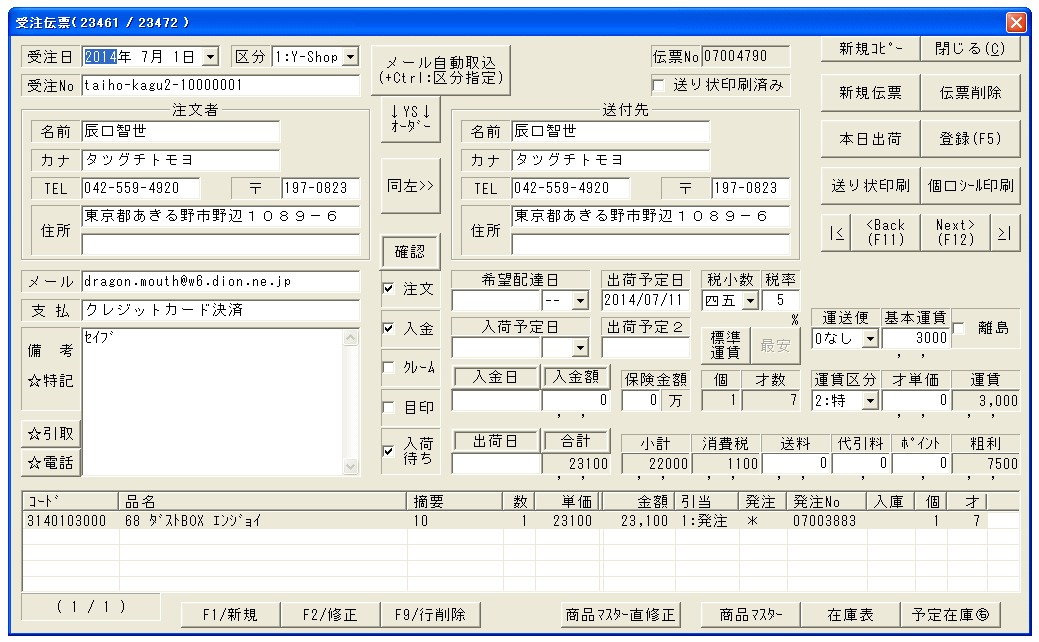 受注伝票( 23461 / 23472 )
受注日 2014年 7月 1日 区分 1:Y-Shop
受注No taiho-kagu2-10000001
メール自動取込
(+Ctrl:区分指定)
伝票No 07004790
送り状印刷済み
新規ｺﾋﾟｰ 閉じる(C)
新規伝票 伝票削除
本日出荷 登録(F5)
送り状印刷 個口ｼｰﾙ印刷
|< <Back
(F11) Next>
(F12) >|
注文者
名前 辰口智世
カナ タツグチトモヨ
TEL 042-559-4920 〒 197-0823
住所 東京都あきる野市野辺１０８９－６
↓YS↓
ｵｰﾀﾞｰ
同左>>
確認
送付先
名前 辰口智世
カナ タツグチトモヨ
TEL 042-559-4920 〒 197-0823
住所 東京都あきる野市野辺１０８９－６
メール dragon.mouth@w6.dion.ne.jp
支払 クレジットカード決済
備考 ｾｲﾌﾞ
☆特記
☆引取
☆電話
注文
入金
ｸﾚｰﾑ
目印
入荷
待ち
希望配達日 出荷予定日 税小数 税率
-- 2014/07/11 四五 5
%
入荷予定日 出荷予定２ 標準
運賃 最安
運送便 基本運賃 離島
0なし 3000
, ,
入金日 入金額 保険金額 個 才数 運賃区分 才単価 運賃
0 0 万 1 7 2:特 0 3,000
, , , , , ,
出荷日 合計 小計 消費税 送料 代引料 ﾎﾟｲﾝﾄ 粗利
23100 22000 1100 0 0 0 7500
, , , , , , , , , , , , , ,
ｺｰﾄﾞ 品名 摘要 数 単価 金額 引当 発注 発注No 入庫 個 才
3140103000 68 ﾀﾞｽﾄBOX ｴﾝｼﾞｮｲ 10 1 23100 23,100 1:発注 ＊ 07003883 1 7
( 1 / 1 )
F1/新規 F2/修正 F9/行削除 商品ﾏｽﾀｰ直修正 商品ﾏｽﾀｰ 在庫表 予定在庫⑥